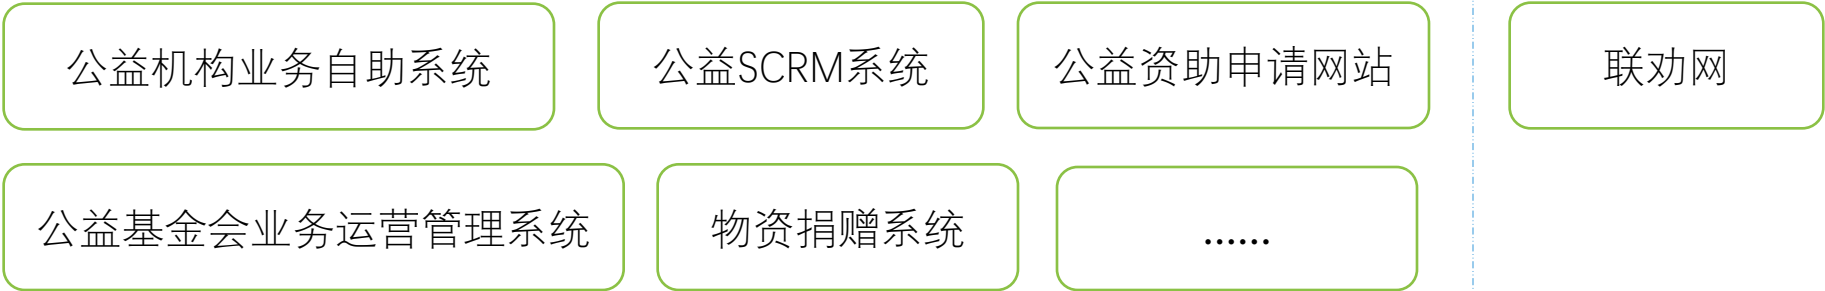 公益机构业务自助系统
公益SCRM系统
公益资助申请网站
联劝网
公益基金会业务运营管理系统
物资捐赠系统
......